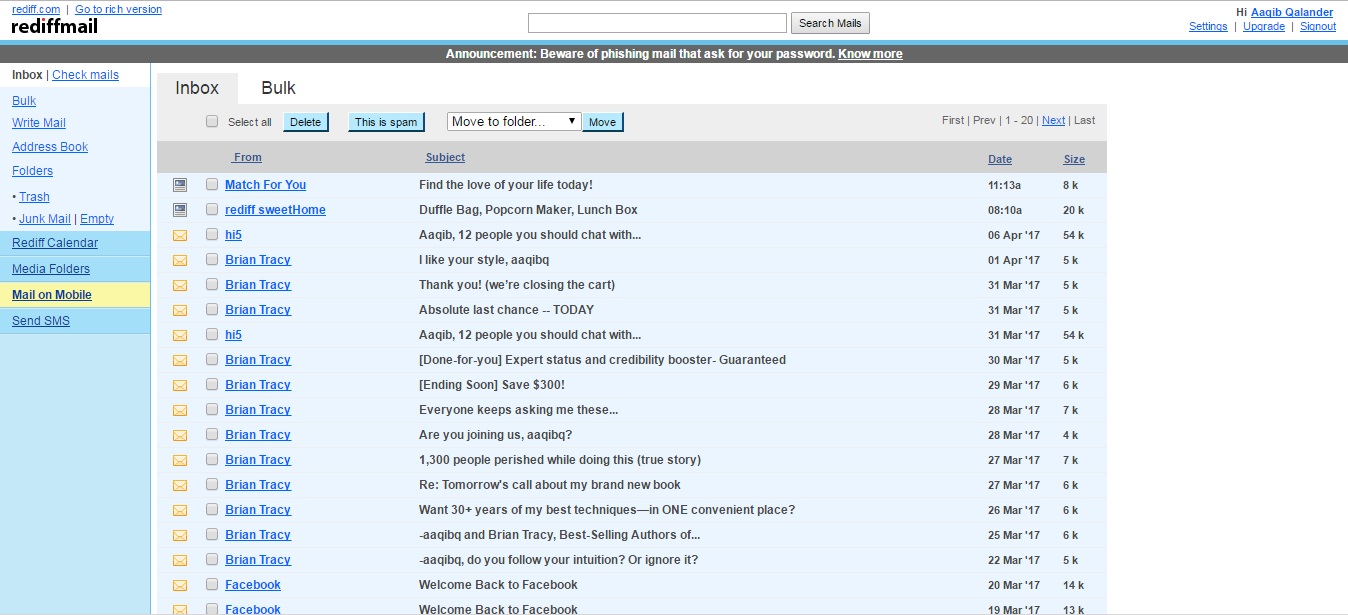 rediff.com | Go to rich version
rediffmail
Search Mails
Hi Aaqib Qalander
Settings | Upgrade | Signout
Announcement: Beware of phishing mail that ask for your password. Know more
Inbox | Check mails
Bulk
Write Mail
Address Book
Folders
• Trash
• Junk Mail | Empty
Rediff Calendar
Media Folders
Mail on Mobile
Send SMS
Inbox Bulk
Select all Delete This is spam Move to folder... Move First | Prev | 1 - 20 | Next | Last
From Subject Date Size
Match For You Find the love of your life today! 11:13a 8 k
rediff sweetHome Duffle Bag, Popcorn Maker, Lunch Box 08:10a 20 k
hi5 Aaqib, 12 people you should chat with... 06 Apr '17 54 k
Brian Tracy I like your style, aaqibq 01 Apr '17 5 k
Brian Tracy Thank you! (we’re closing the cart) 31 Mar '17 5 k
Brian Tracy Absolute last chance -- TODAY 31 Mar '17 5 k
hi5 Aaqib, 12 people you should chat with... 31 Mar '17 54 k
Brian Tracy [Done-for-you] Expert status and credibility booster- Guaranteed 30 Mar '17 5 k
Brian Tracy [Ending Soon] Save $300! 29 Mar '17 6 k
Brian Tracy Everyone keeps asking me these... 28 Mar '17 7 k
Brian Tracy Are you joining us, aaqibq? 28 Mar '17 4 k
Brian Tracy 1,300 people perished while doing this (true story) 27 Mar '17 7 k
Brian Tracy Re: Tomorrow's call about my brand new book 27 Mar '17 6 k
Brian Tracy Want 30+ years of my best techniques—in ONE convenient place? 26 Mar '17 6 k
Brian Tracy -aaqibq and Brian Tracy, Best-Selling Authors of... 25 Mar '17 6 k
Brian Tracy -aaqibq, do you follow your intuition? Or ignore it? 22 Mar '17 5 k
Facebook Welcome Back to Facebook 20 Mar '17 14 k
Facebook Welcome Back to Facebook 19 Mar '17 13 k